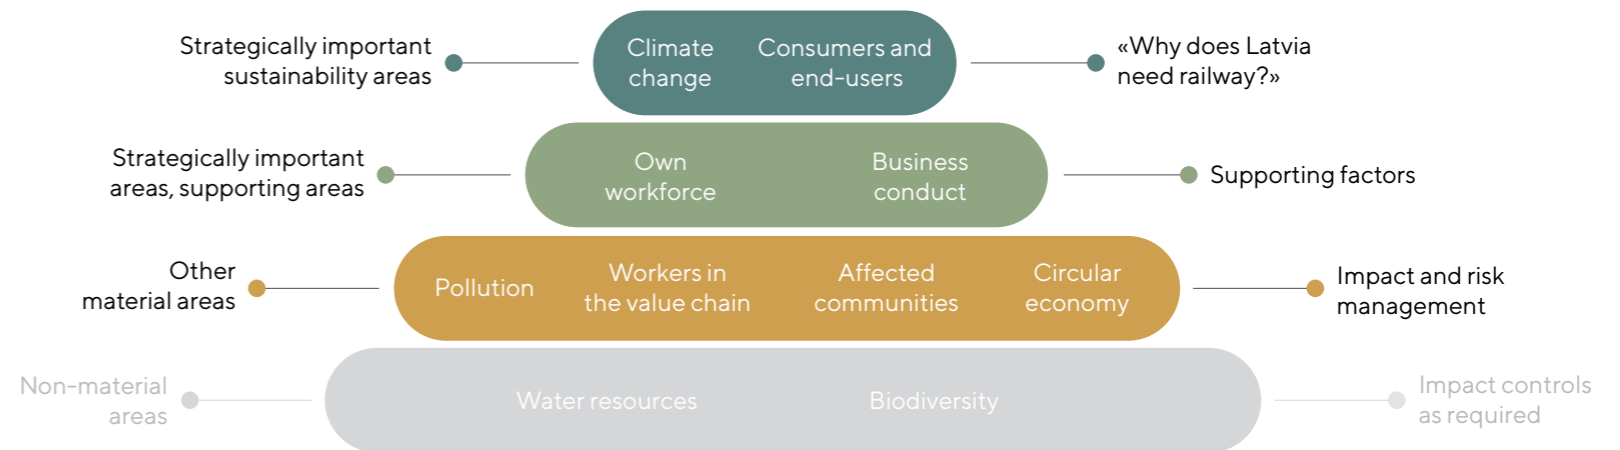 Strategically important
sustainability areas
Climate
change
Consumers and
end-users
«Why does Latvia
need railway?»
Strategically important
areas, supporting areas
Own
workforce
Business
conduct
Supporting factors
Other
material areas
Pollution
Workers in
the value chain
Affected
communities
Circular
economy
Impact and risk
management
Non-material
areas
Water resources
Biodiversity
Impact controls
as required